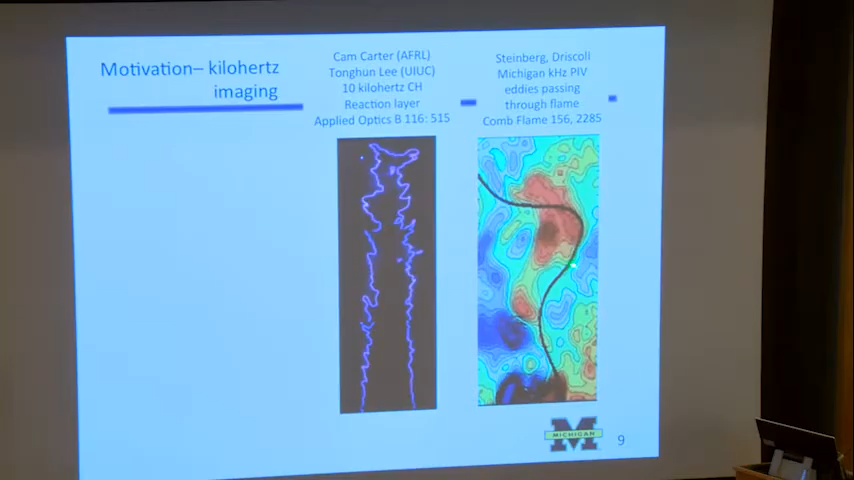 Motivation– kilohertz
imaging
Cam Carter (AFRL)
Tonghun Lee (UIUC)
10 kilohertz CH
Reaction layer
Applied Optics B 116: 515
Steinberg, Driscoll
Michigan kHz PIV
eddies passing
through flame
Comb Flame 156, 2285
M
MICHIGAN
9